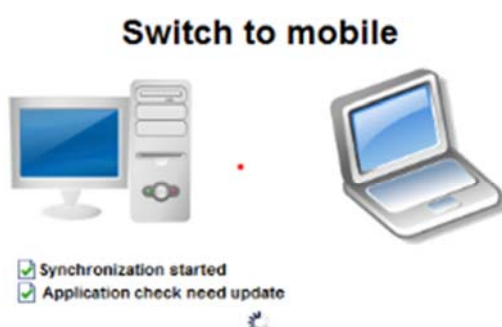 Switch to mobile
Synchronization started
Application check need update